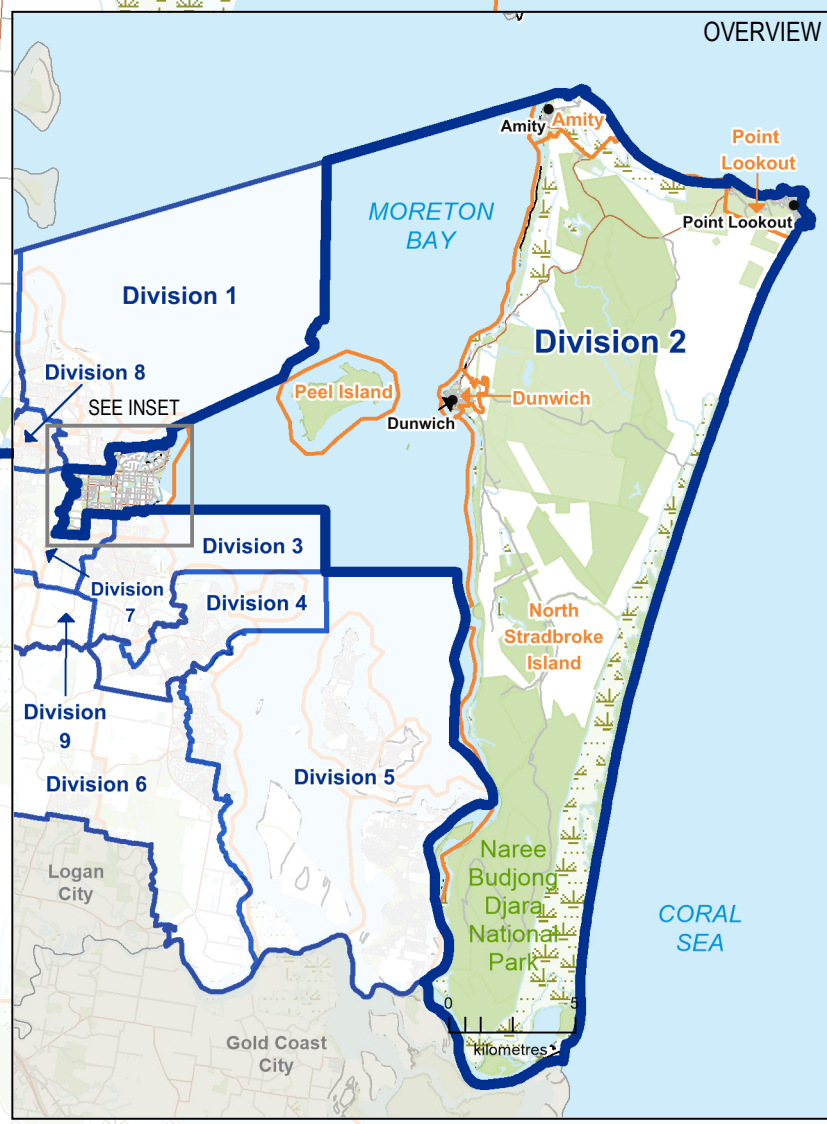 OVERVIEW
Amity
Amity
Point
Lookout
Point Lookout
MORETON
BAY
Division 1
Division 2
Division 8
SEE INSET
Peel Island
Dunwich
Dunwich
Division 3
Division
7
Division 4
North
Stradbroke
Island
Division
9
Division 6
Division 5
Naree
Budjong
Djara
National
Park
Logan
City
CORAL
SEA
0
5
kilometres
Gold Coast
City